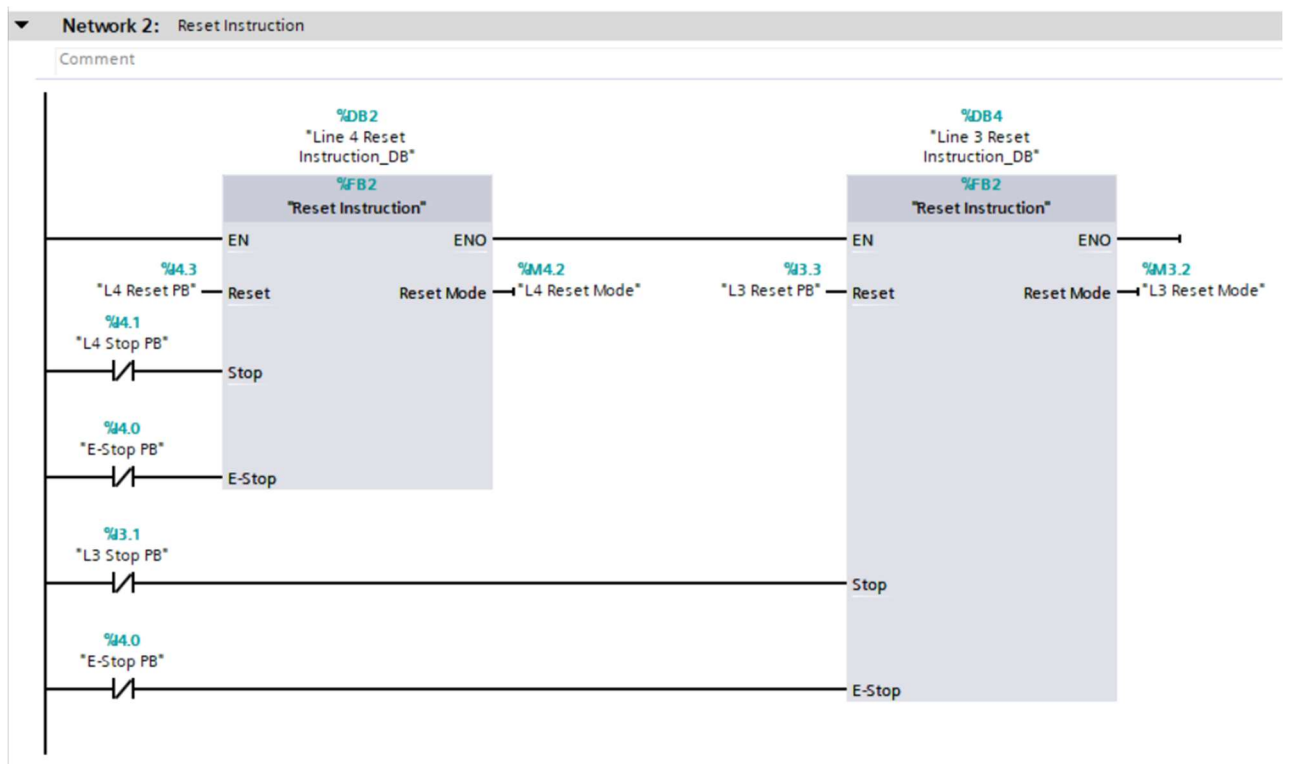 Network 2: Reset Instruction
Comment
%DB2
"Line 4 Reset
Instruction_DB"
%FB2
"Reset Instruction"
EN ENO
%I4.3
"L4 Reset PB" Reset
%M4.2
Reset Mode "L4 Reset Mode"
%I4.1
"L4 Stop PB"
Stop
%I4.0
"E-Stop PB"
E-Stop
%DB4
"Line 3 Reset
Instruction_DB"
%FB2
"Reset Instruction"
EN ENO
%I3.3
"L3 Reset PB" Reset
%M3.2
Reset Mode "L3 Reset Mode"
%I3.1
"L3 Stop PB"
Stop
%I4.0
"E-Stop PB"
E-Stop